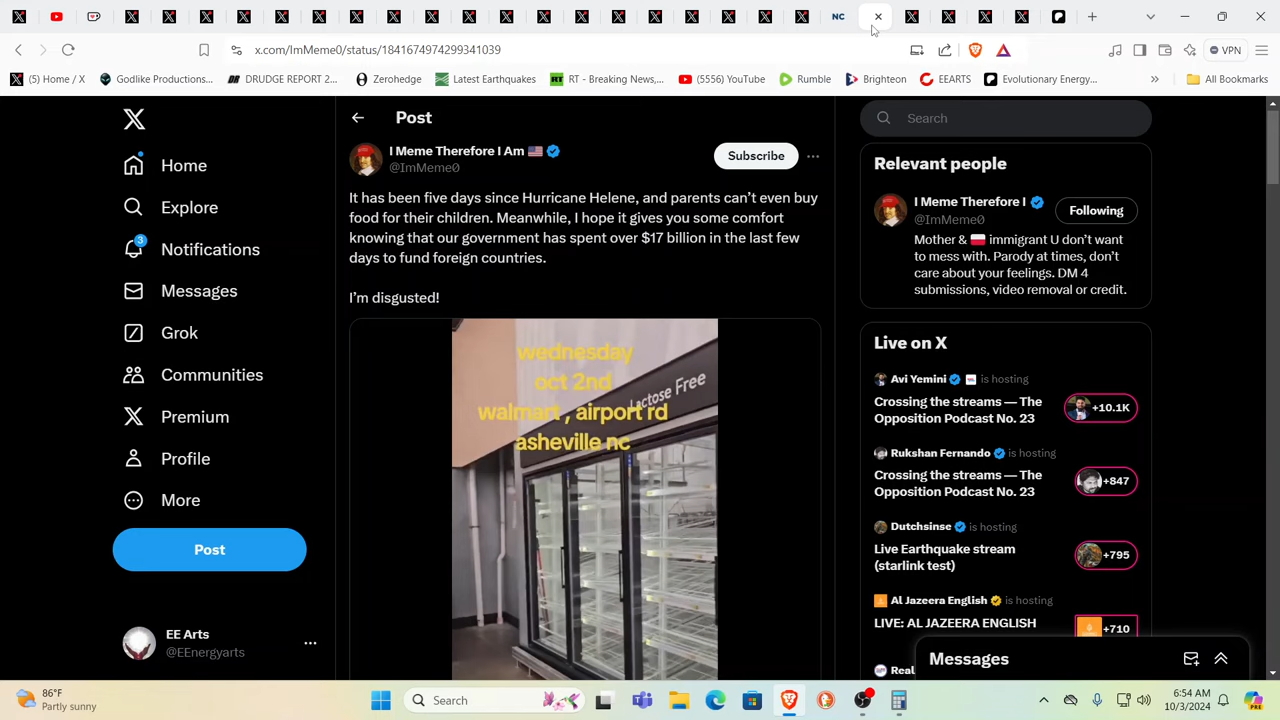 NC
x.com/ImMeme0/status/1841674974299341039
VPN
(5) Home / X
Godlike Productions...
DRUDGE REPORT 2...
Zerohedge
Latest Earthquakes
RT - Breaking News,...
(5556) YouTube
Rumble
Brighteon
EEARTS
Evolutionary Energy...
All Bookmarks
Home
Explore
3
Notifications
Messages
Grok
Communities
Premium
Profile
More
Post
EE Arts
@EEnergyarts
Post
I Meme Therefore I Am
@ImMeme0
Subscribe
It has been five days since Hurricane Helene, and parents can’t even buy
food for their children. Meanwhile, I hope it gives you some comfort
knowing that our government has spent over $17 billion in the last few
days to fund foreign countries.
I’m disgusted!
wednesday
oct 2nd
walmart , airport rd
asheville nc
Lactose Free
Search
Relevant people
I Meme Therefore I
@ImMeme0
Following
Mother & immigrant U don’t want
to mess with. Parody at times, don’t
care about your feelings. DM 4
submissions, video removal or credit.
Live on X
Avi Yemini is hosting
Crossing the streams — The
Opposition Podcast No. 23
+10.1K
Rukshan Fernando is hosting
Crossing the streams — The
Opposition Podcast No. 23
+847
Dutchsinse is hosting
Live Earthquake stream
(starlink test)
+795
Al Jazeera English is hosting
LIVE: AL JAZEERA ENGLISH
+710
Real
Messages
86°F
Partly sunny
Search
6:54 AM
10/3/2024
PRE